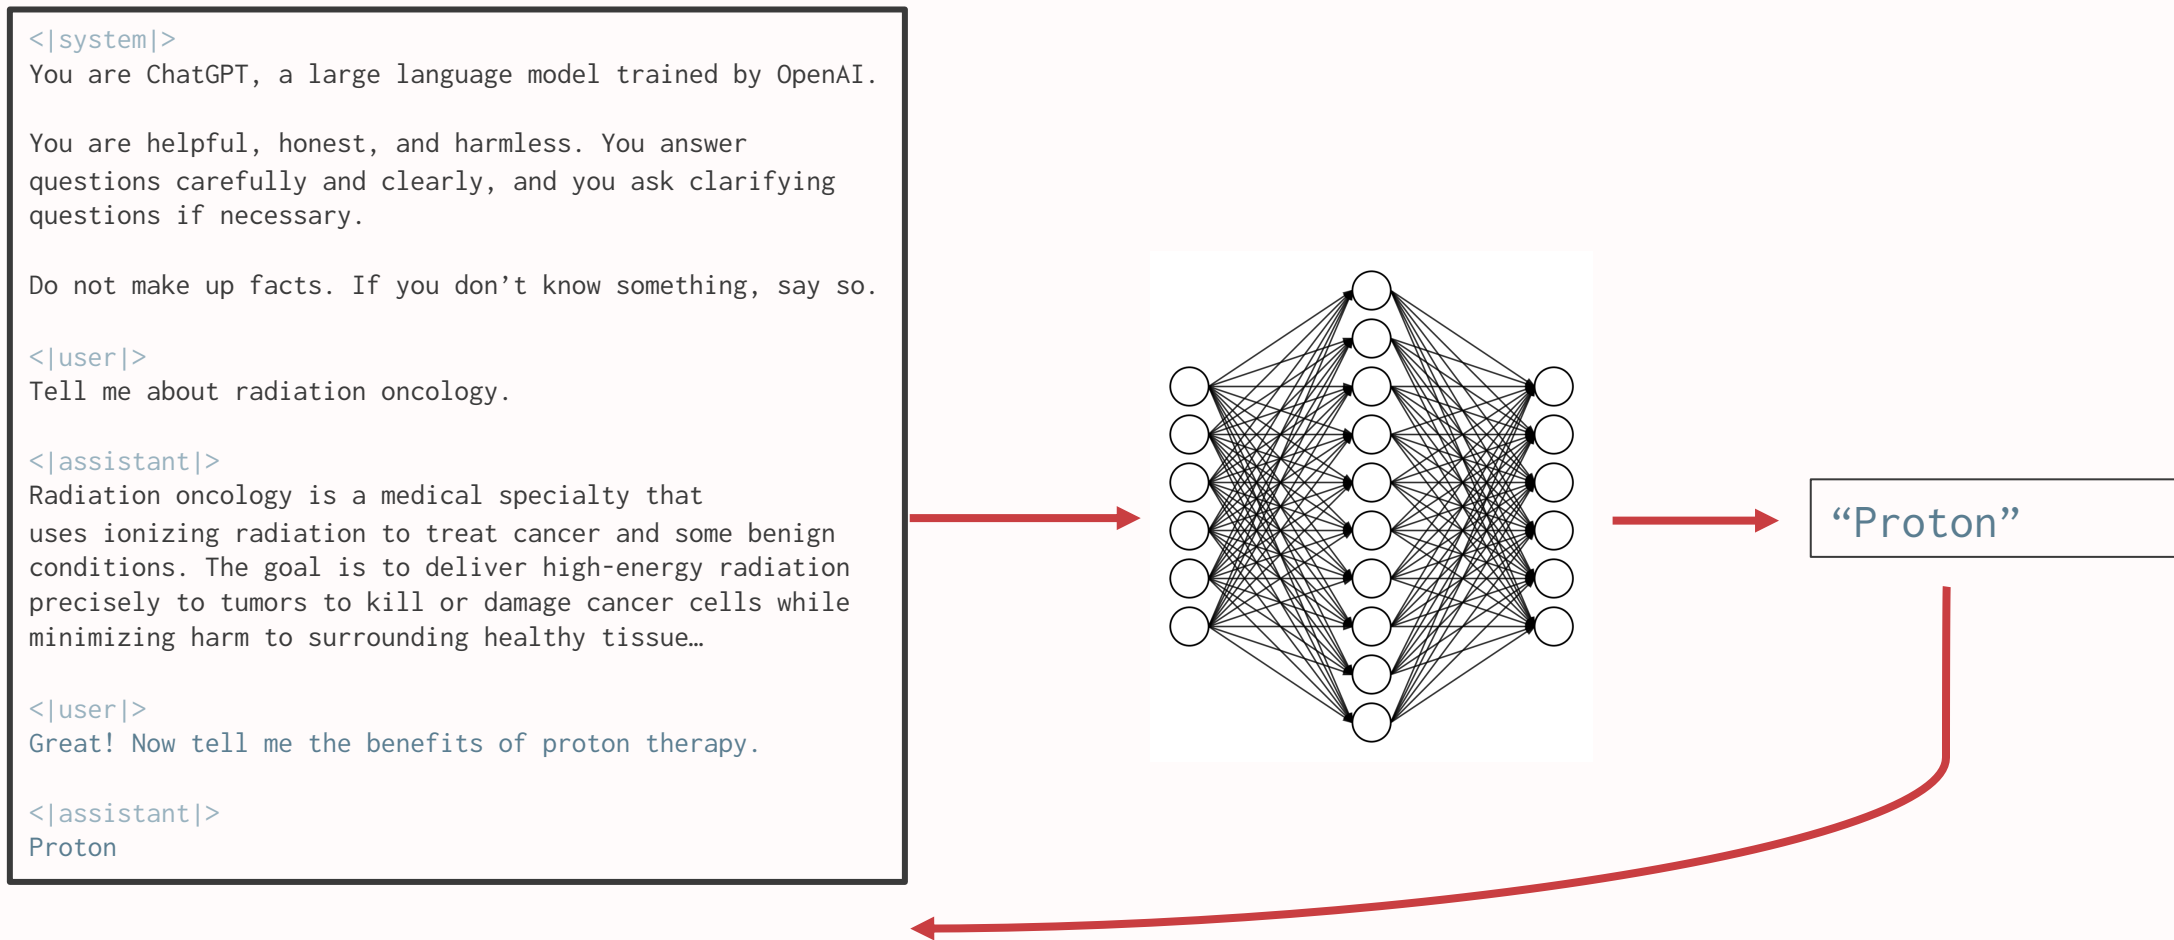 <|system|>
You are ChatGPT, a large language model trained by OpenAI.
You are helpful, honest, and harmless. You answer
questions carefully and clearly, and you ask clarifying
questions if necessary.
Do not make up facts. If you don’t know something, say so.
<|user|>
Tell me about radiation oncology.
<|assistant|>
Radiation oncology is a medical specialty that
uses ionizing radiation to treat cancer and some benign
conditions. The goal is to deliver high-energy radiation
precisely to tumors to kill or damage cancer cells while
minimizing harm to surrounding healthy tissue…
<|user|>
Great! Now tell me the benefits of proton therapy.
<|assistant|>
Proton
“Proton”